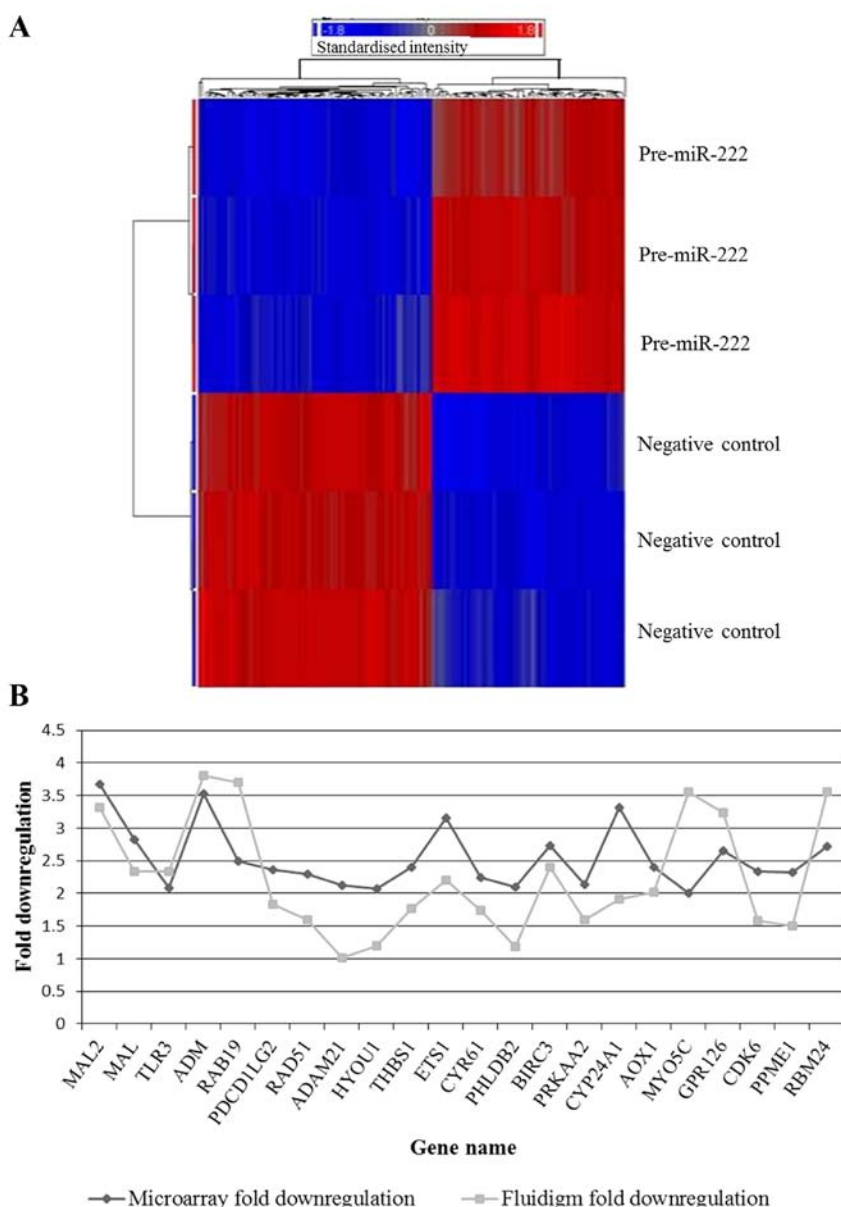 A
-1.8 0 1.8
Standardised intensity
Pre-miR-222
Pre-miR-222
Pre-miR-222
Negative control
Negative control
Negative control
B
Fold downregulation
4.5
4
3.5
3
2.5
2
1.5
1
0.5
0
MAL2
MAL
TLR3
ADM
RAB19
PDCD1LG2
RAD51
ADAM21
HYOU1
THBS1
ETS1
CYR61
PHLDB2
BIRC3
PRKAA2
CYP24A1
AOX1
MYO5C
GPR126
CDK6
PPME1
RBM24
Gene name
Microarray fold downregulation Fluidigm fold downregulation